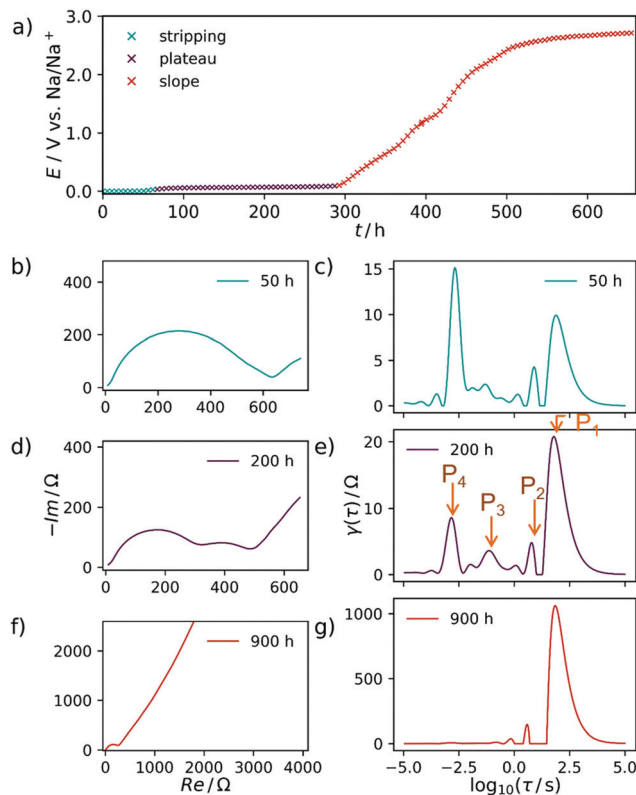 a)
3.0
2.0
1.0
0.0
E / V vs. Na/Na⁺
stripping
plateau
slope
0
100
200
300
400
500
600
t / h
b)
400
200
0
50 h
0
200
400
600
c)
15
10
5
0
50 h
d)
400
200
0
-Im / Ω
200 h
0
200
400
600
e)
20
10
0
γ(τ) / Ω
200 h
P₁
P₄
P₃
P₂
f)
2000
1000
0
900 h
0
1000
2000
3000
4000
Re / Ω
g)
1000
500
0
900 h
−5.0
−2.5
0.0
2.5
5.0
log₁₀(τ / s)